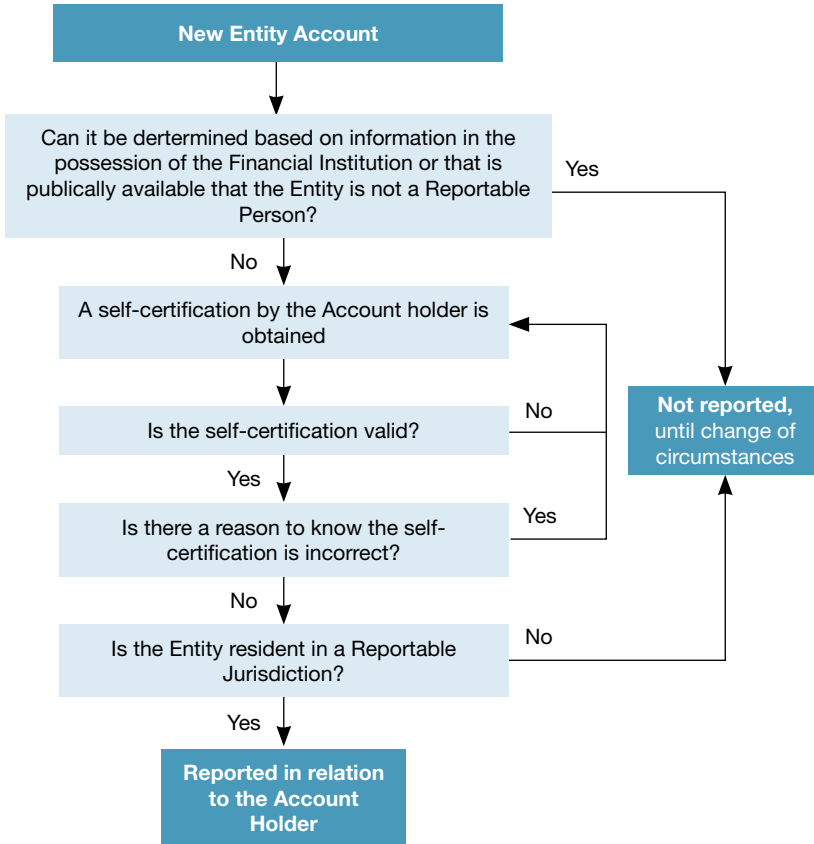 New Entity Account
Can it be dertermined based on information in the
possession of the Financial Institution or that is
publically available that the Entity is not a Reportable
Person?
Yes
No
A self-certification by the Account holder is
obtained
Is the self-certification valid?
No
Not reported,
until change of
circumstances
Yes
Is there a reason to know the self-
certification is incorrect?
Yes
No
Is the Entity resident in a Reportable
Jurisdiction?
No
Yes
Reported in relation
to the Account
Holder